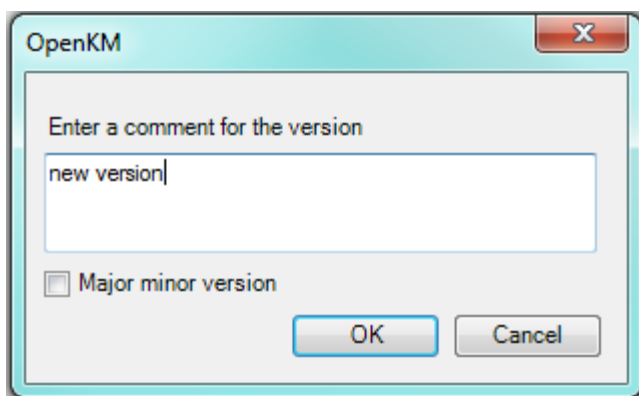 OpenKM
Enter a comment for the version
new version
Major minor version
OK
Cancel